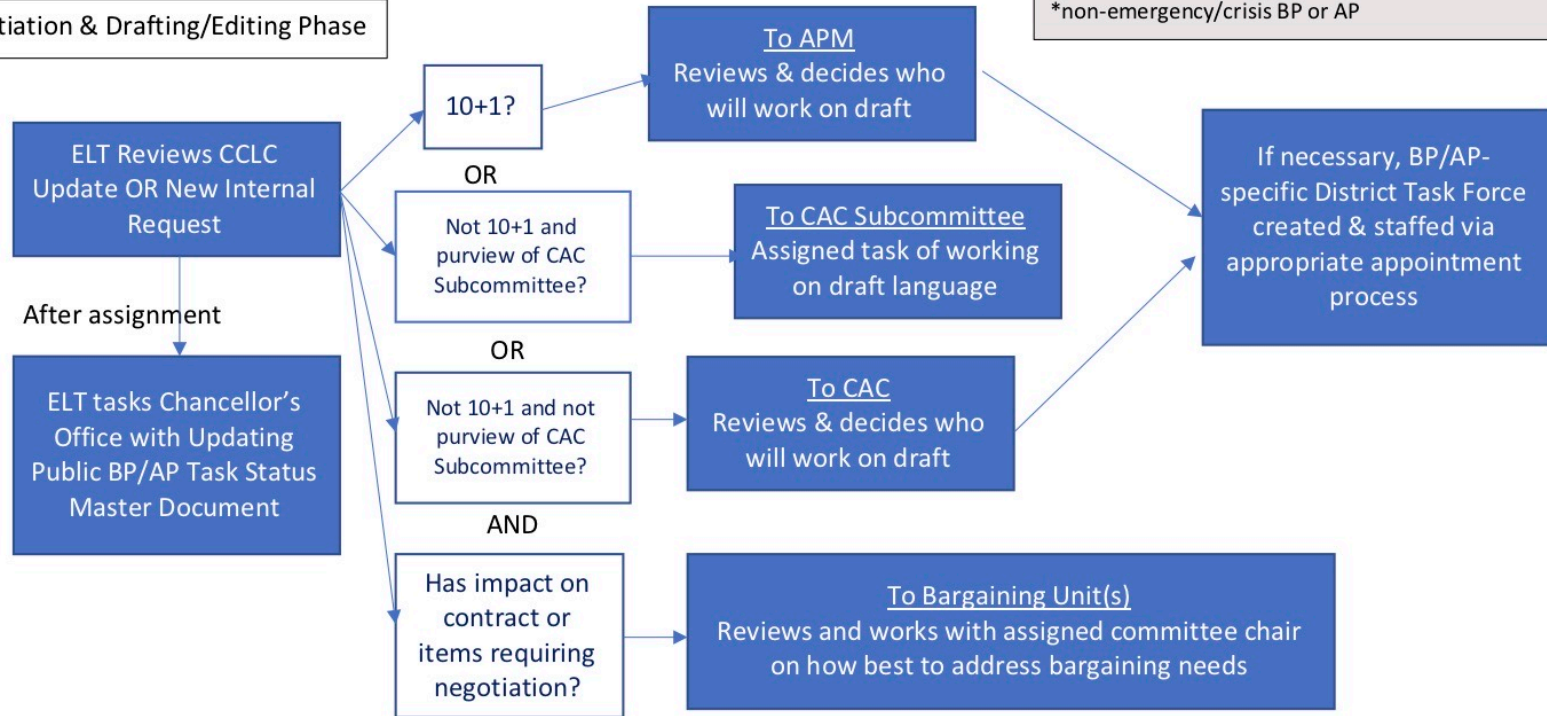 tiation & Drafting/Editing Phase
*non-emergency/crisis BP or AP
To APM
Reviews & decides who
will work on draft
10+1?
ELT Reviews CCLC
Update OR New Internal
Request
OR
Not 10+1 and
purview of CAC
Subcommittee?
To CAC Subcommittee
Assigned task of working
on draft language
If necessary, BP/AP-
specific District Task Force
created & staffed via
appropriate appointment
process
After assignment
OR
ELT tasks Chancellor’s
Office with Updating
Public BP/AP Task Status
Master Document
Not 10+1 and not
purview of CAC
Subcommittee?
To CAC
Reviews & decides who
will work on draft
AND
Has impact on
contract or
items requiring
negotiation?
To Bargaining Unit(s)
Reviews and works with assigned committee chair
on how best to address bargaining needs